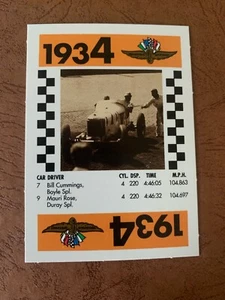 1934
CAR DRIVER CYL. DSP. TIME M.P.H.
7 Bill Cummings, 4 220 4:46:05 104.863
Boyle Spl.
9 Mauri Rose, 4 220 4:46:32 104.697
Duray Spl.
1934